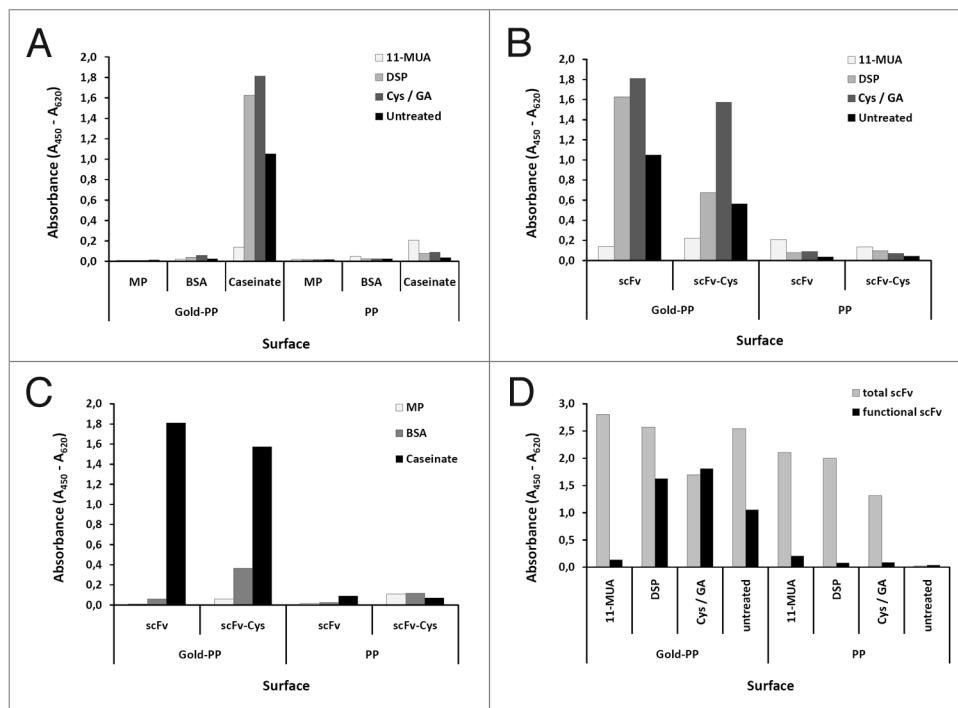 A
Absorbance (A450 - A620)
2,0
1,8
1,6
1,4
1,2
1,0
0,8
0,6
0,4
0,2
0,0
11-MUA
DSP
Cys / GA
Untreated
MP BSA Caseinate MP BSA Caseinate
Gold-PP PP
Surface
B
Absorbance (A450 - A620)
2,0
1,8
1,6
1,4
1,2
1,0
0,8
0,6
0,4
0,2
0,0
11-MUA
DSP
Cys / GA
Untreated
scFv scFv-Cys scFv scFv-Cys
Gold-PP PP
Surface
C
Absorbance (A450 - A620)
2,0
1,8
1,6
1,4
1,2
1,0
0,8
0,6
0,4
0,2
0,0
MP
BSA
Caseinate
scFv scFv-Cys scFv scFv-Cys
Gold-PP PP
Surface
D
Absorbance (A450 - A620)
3,0
2,5
2,0
1,5
1,0
0,5
0,0
total scFv
functional scFv
11-MUA DSP Cys / GA untreated 11-MUA DSP Cys / GA untreated
Gold-PP PP
Surface